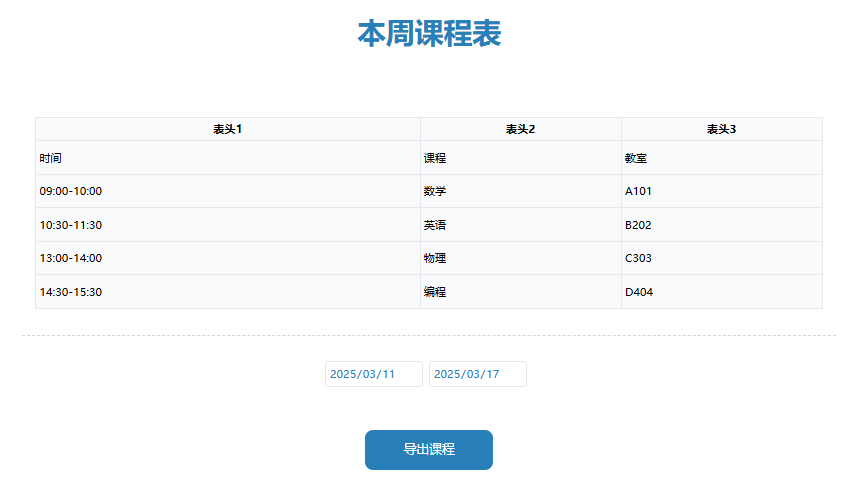 本周课程表
表头1 表头2 表头3
时间 课程 教室
09:00-10:00 数学 A101
10:30-11:30 英语 B202
13:00-14:00 物理 C303
14:30-15:30 编程 D404
2025/03/11 2025/03/17
导出课程